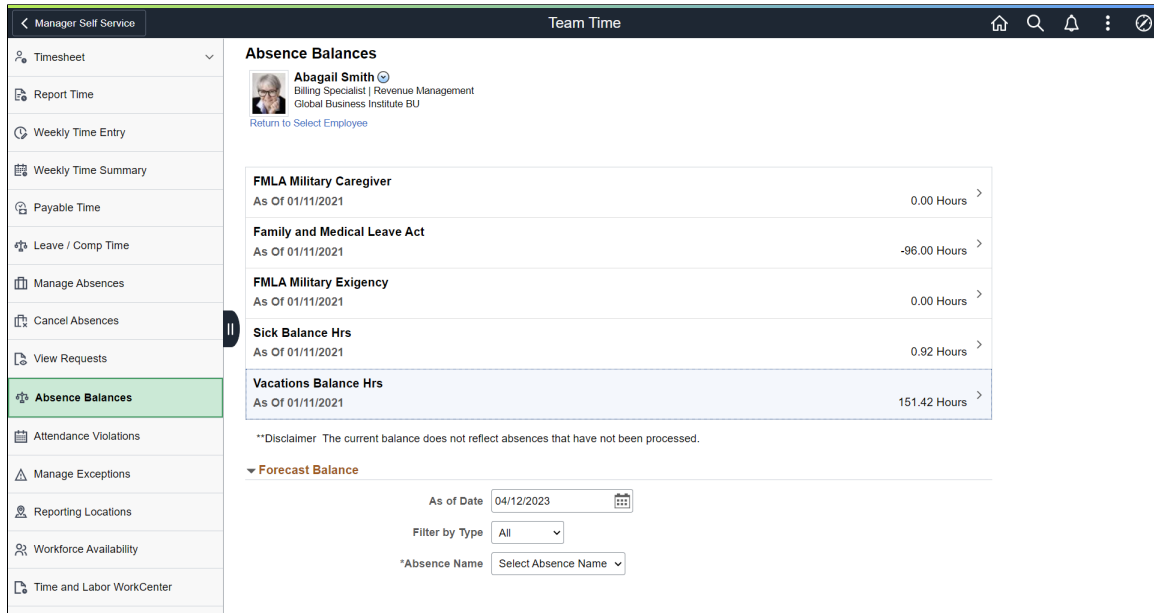 Manager Self Service
Team Time
Timesheet
Report Time
Weekly Time Entry
Weekly Time Summary
Payable Time
Leave / Comp Time
Manage Absences
Cancel Absences
View Requests
Absence Balances
Attendance Violations
Manage Exceptions
Reporting Locations
Workforce Availability
Time and Labor WorkCenter
Absence Balances
Abagail Smith
Billing Specialist | Revenue Management
Global Business Institute BU
Return to Select Employee
FMLA Military Caregiver
As Of 01/11/2021 0.00 Hours
Family and Medical Leave Act
As Of 01/11/2021 -96.00 Hours
FMLA Military Exigency
As Of 01/11/2021 0.00 Hours
Sick Balance Hrs
As Of 01/11/2021 0.92 Hours
Vacations Balance Hrs
As Of 01/11/2021 151.42 Hours
**Disclaimer The current balance does not reflect absences that have not been processed.
Forecast Balance
As of Date 04/12/2023
Filter by Type All
*Absence Name Select Absence Name